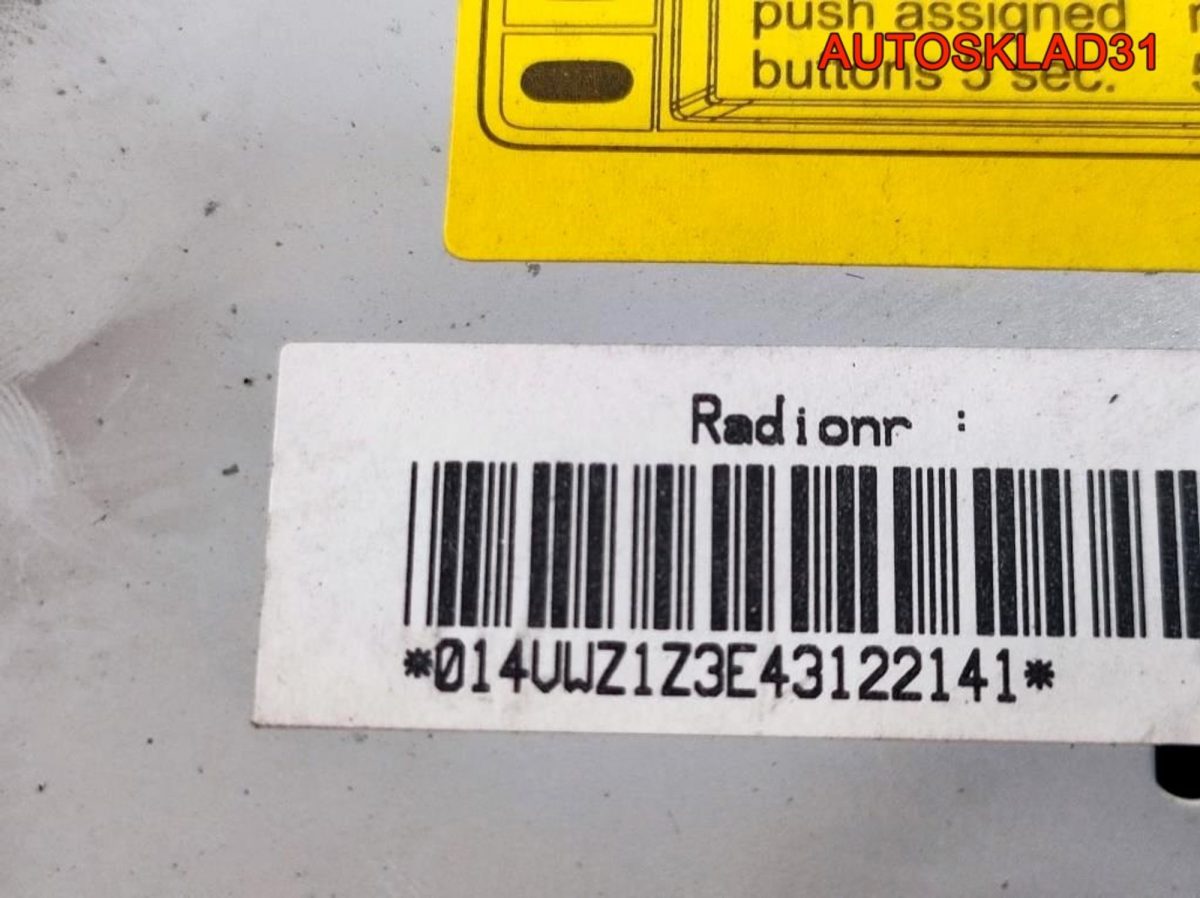 push assigned
AUTOSKLAD31
buttons 5 sec.
Radionr :
*014VWZ1Z3E43122141*